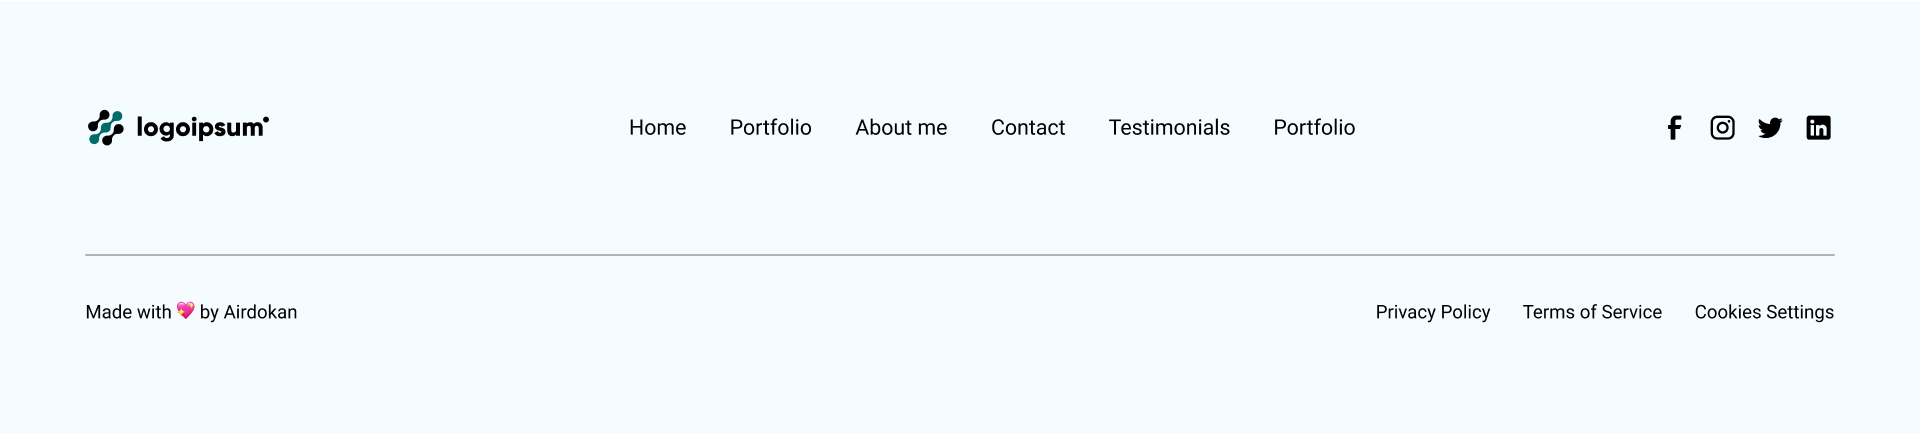 logoipsum Home Portfolio About me Contact Testimonials Portfolio
Made with 💖 by Airdokan Privacy Policy Terms of Service Cookies Settings